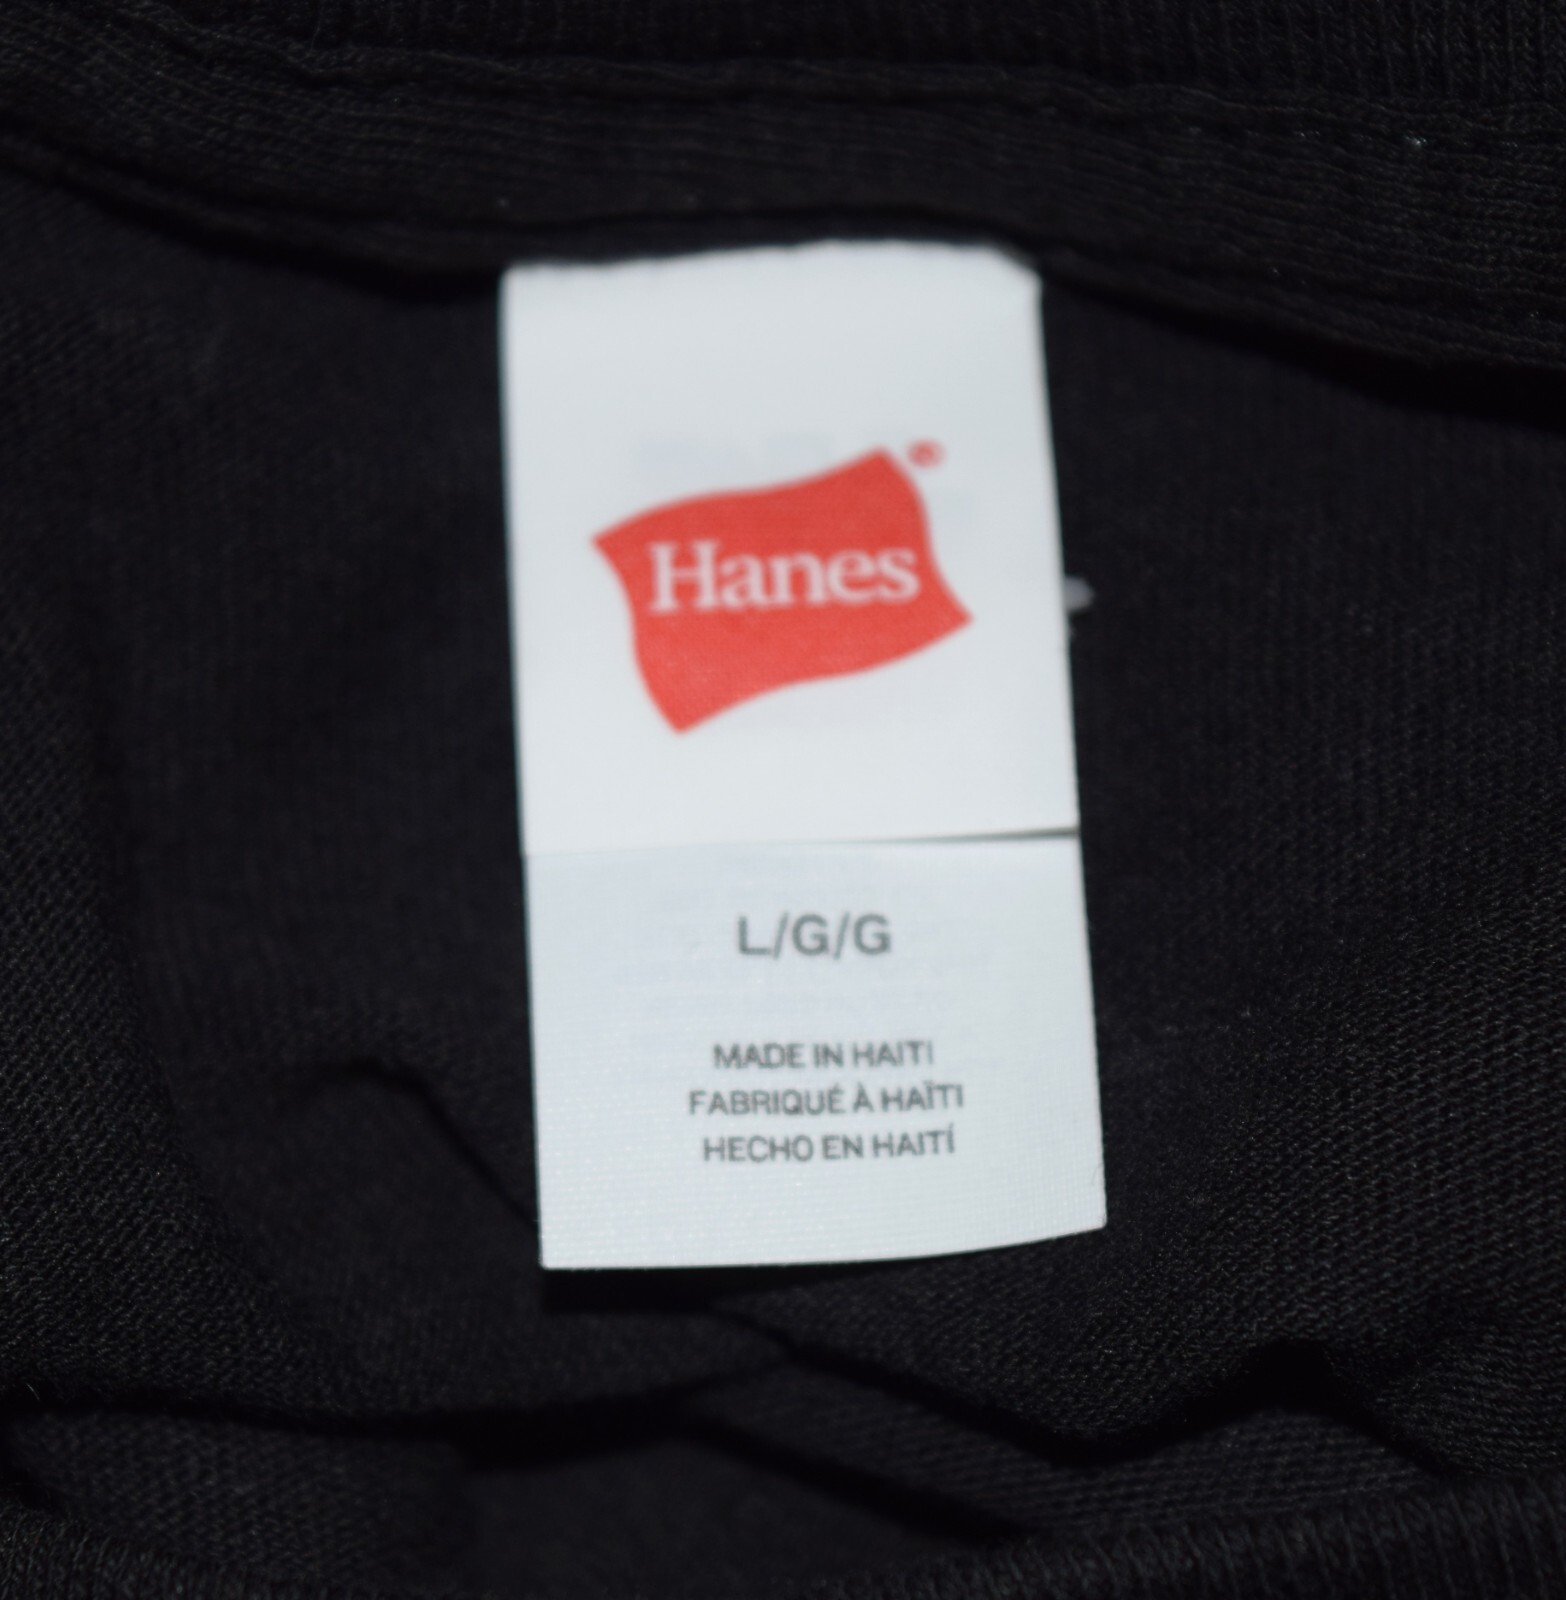 Hanes®
L/G/G
MADE IN HAITI
FABRIQUÉ À HAÏTI
HECHO EN HAITÍ